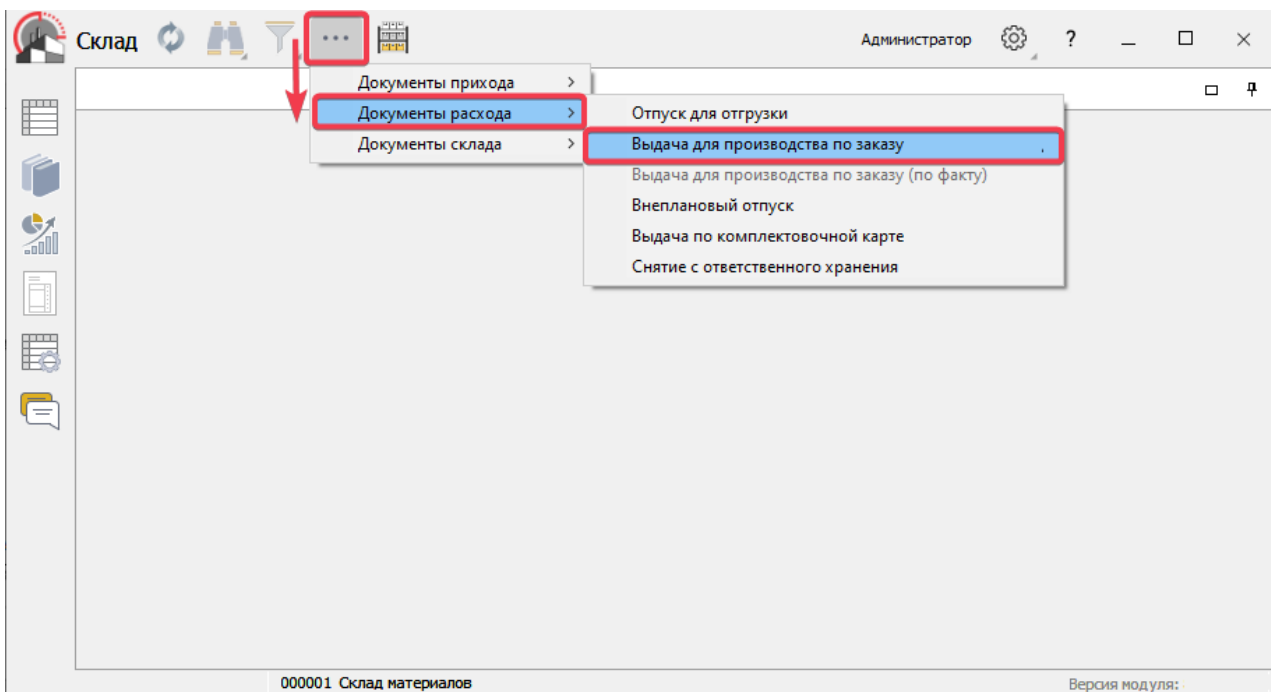 Склад
...
Администратор
?
Документы прихода
Документы расхода
Документы склада
Отпуск для отгрузки
Выдача для производства по заказу
Выдача для производства по заказу (по факту)
Внеплановый отпуск
Выдача по комплектовочной карте
Снятие с ответственного хранения
000001 Склад материалов
Версия модуля: